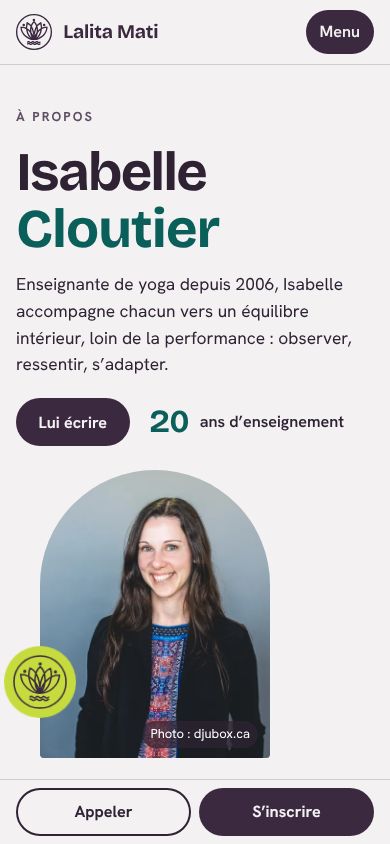 Lalita Mati
Menu
À PROPOS
Isabelle
Cloutier
Enseignante de yoga depuis 2006, Isabelle
accompagne chacun vers un équilibre
intérieur, loin de la performance : observer,
ressentir, s’adapter.
Lui écrire
20 ans d’enseignement
Photo : djubox.ca
Appeler
S’inscrire